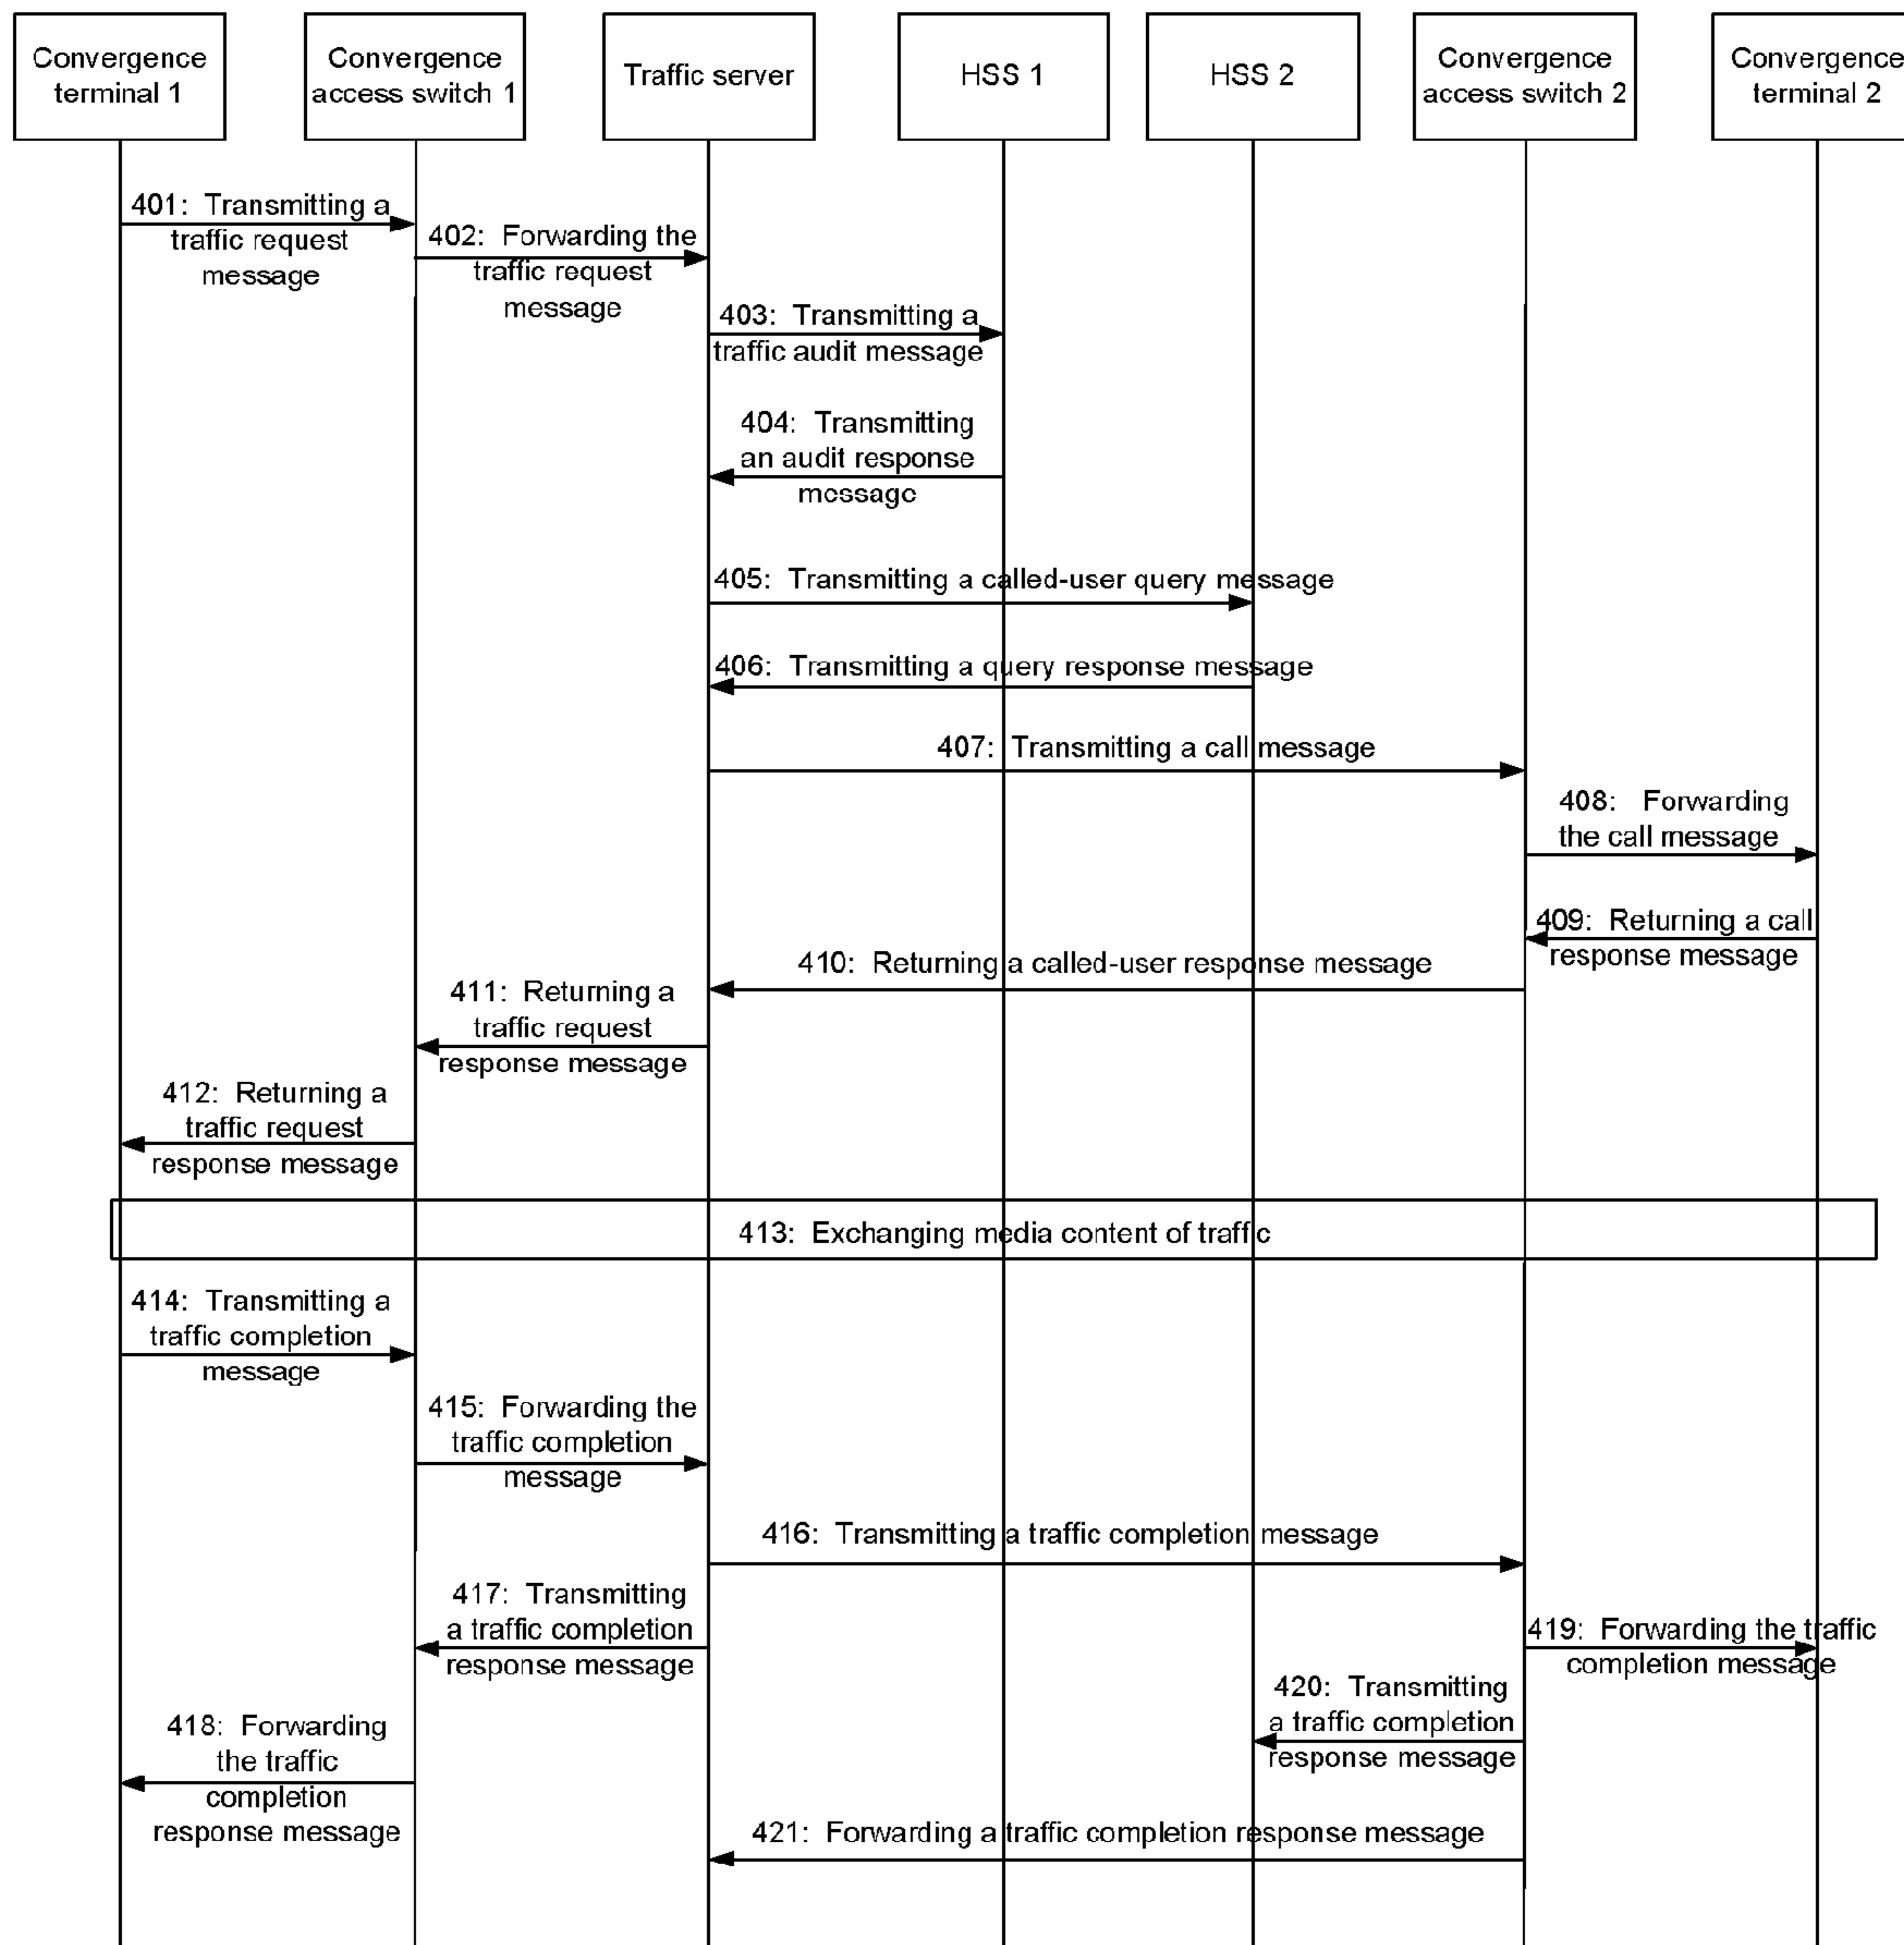 Convergence
terminal 1
Convergence
access switch 1
Traffic server
HSS 1
HSS 2
Convergence
access switch 2
Convergence
terminal 2
401: Transmitting a
traffic request
message
402: Forwarding the
traffic request
message
403: Transmitting a
traffic audit message
404: Transmitting
an audit response
message
405: Transmitting a called-user query message
406: Transmitting a query response message
407: Transmitting a call message
408: Forwarding
the call message
409: Returning a call
response message
410: Returning a called-user response message
411: Returning a
traffic request
response message
412: Returning a
traffic request
response message
413: Exchanging media content of traffic
414: Transmitting a
traffic completion
message
415: Forwarding the
traffic completion
message
416: Transmitting a traffic completion message
417: Transmitting
a traffic completion
response message
419: Forwarding the traffic
completion message
420: Transmitting
a traffic completion
response message
418: Forwarding
the traffic
completion
response message
421: Forwarding a traffic completion response message